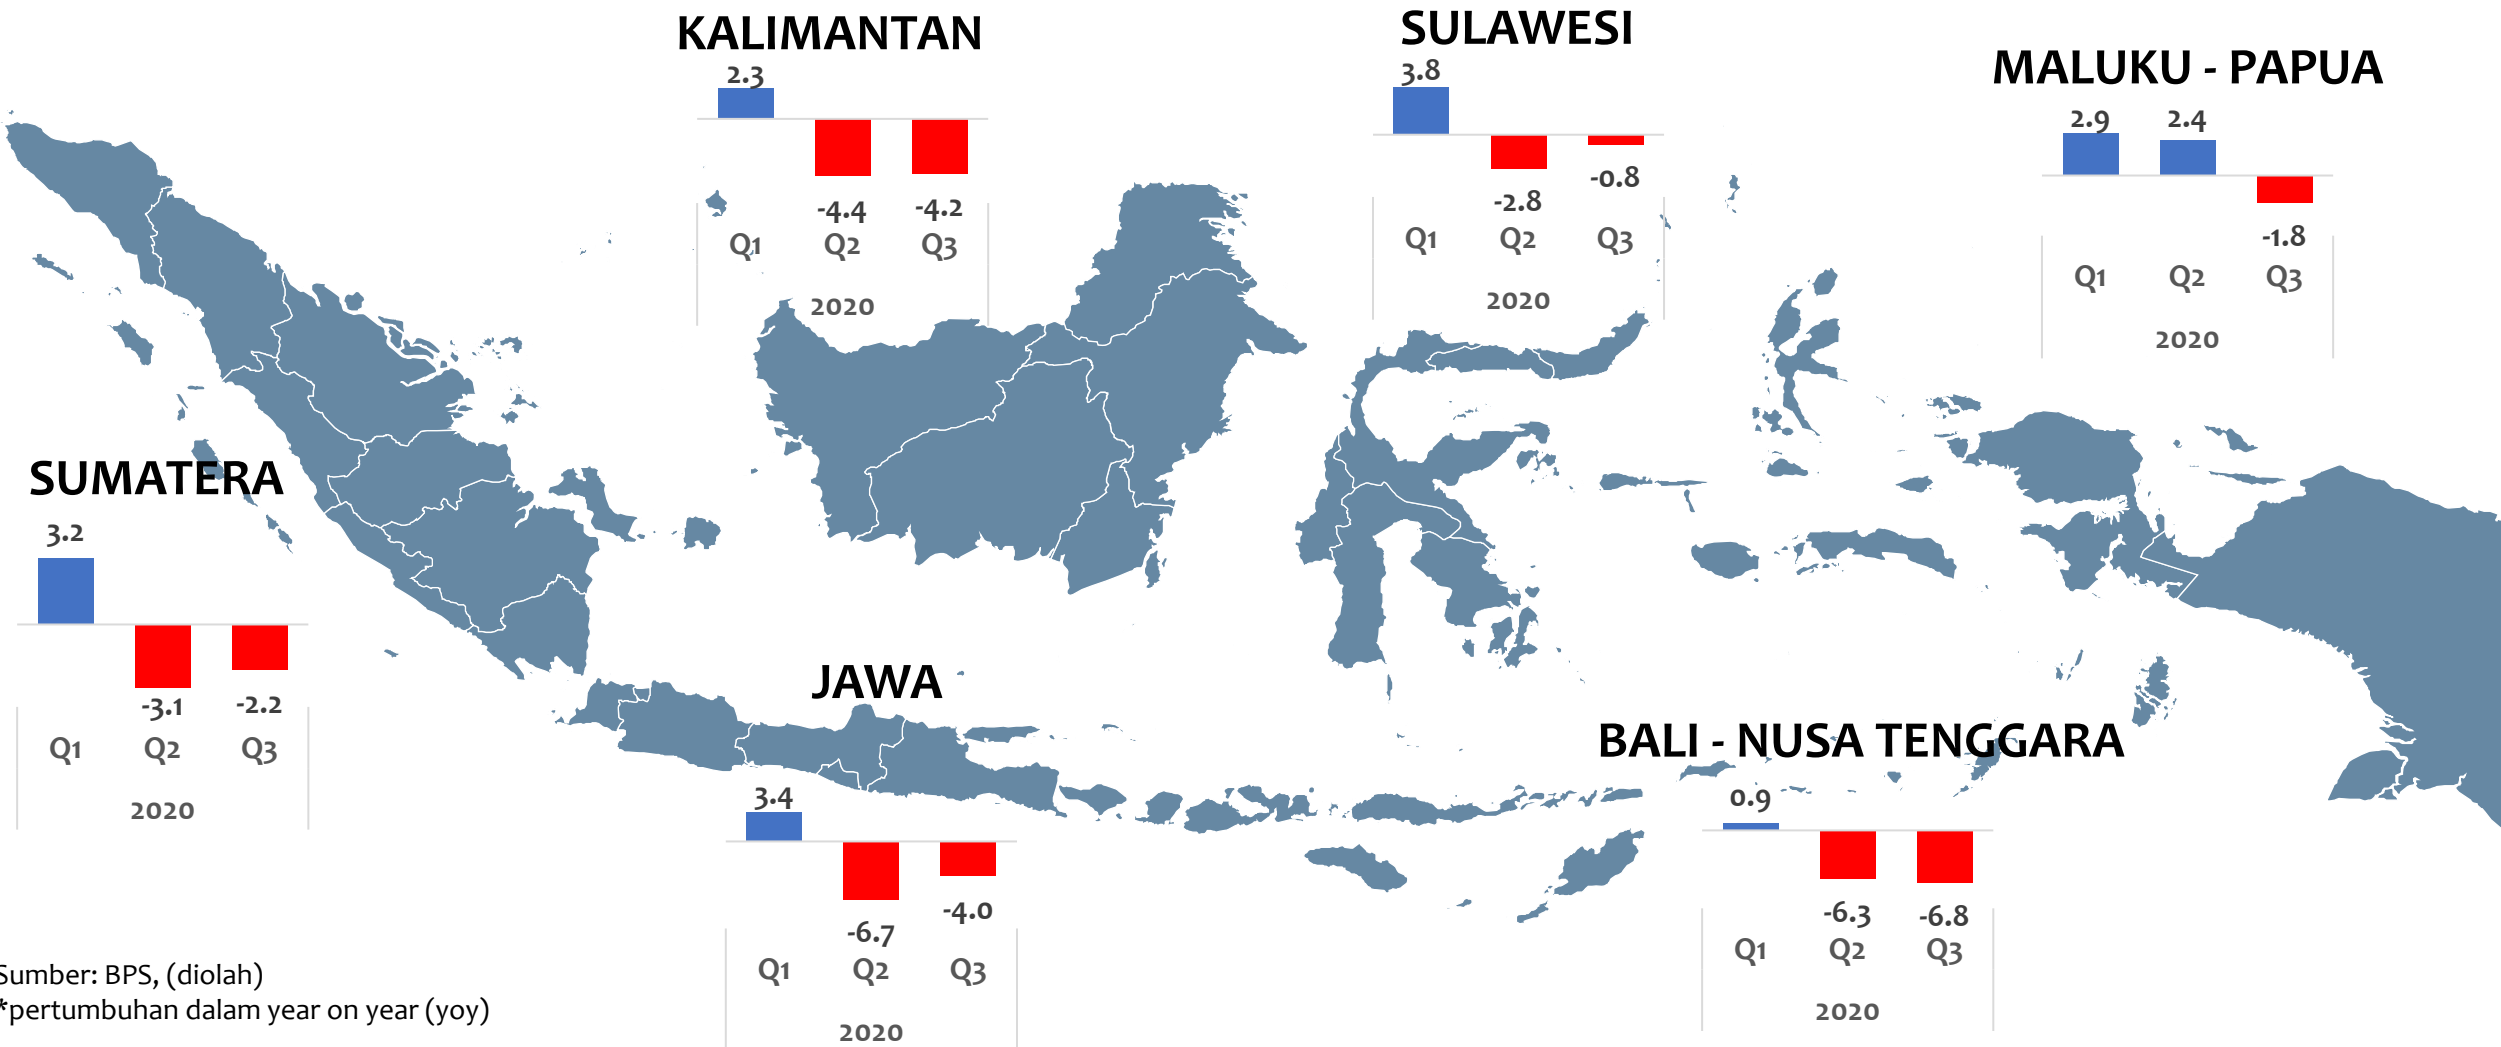 KALIMANTAN
2.3
-4.4
-4.2
Q1 Q2 Q3
2020
SULAWESI
3.8
-2.8
-0.8
Q1 Q2 Q3
2020
MALUKU - PAPUA
2.9
2.4
-1.8
Q1 Q2 Q3
2020
SUMATERA
3.2
-3.1
-2.2
Q1 Q2 Q3
2020
JAWA
3.4
-6.7
-4.0
Q1 Q2 Q3
2020
BALI - NUSA TENGGARA
0.9
-6.3
-6.8
Q1 Q2 Q3
2020
Sumber: BPS, (diolah)
*pertumbuhan dalam year on year (yoy)